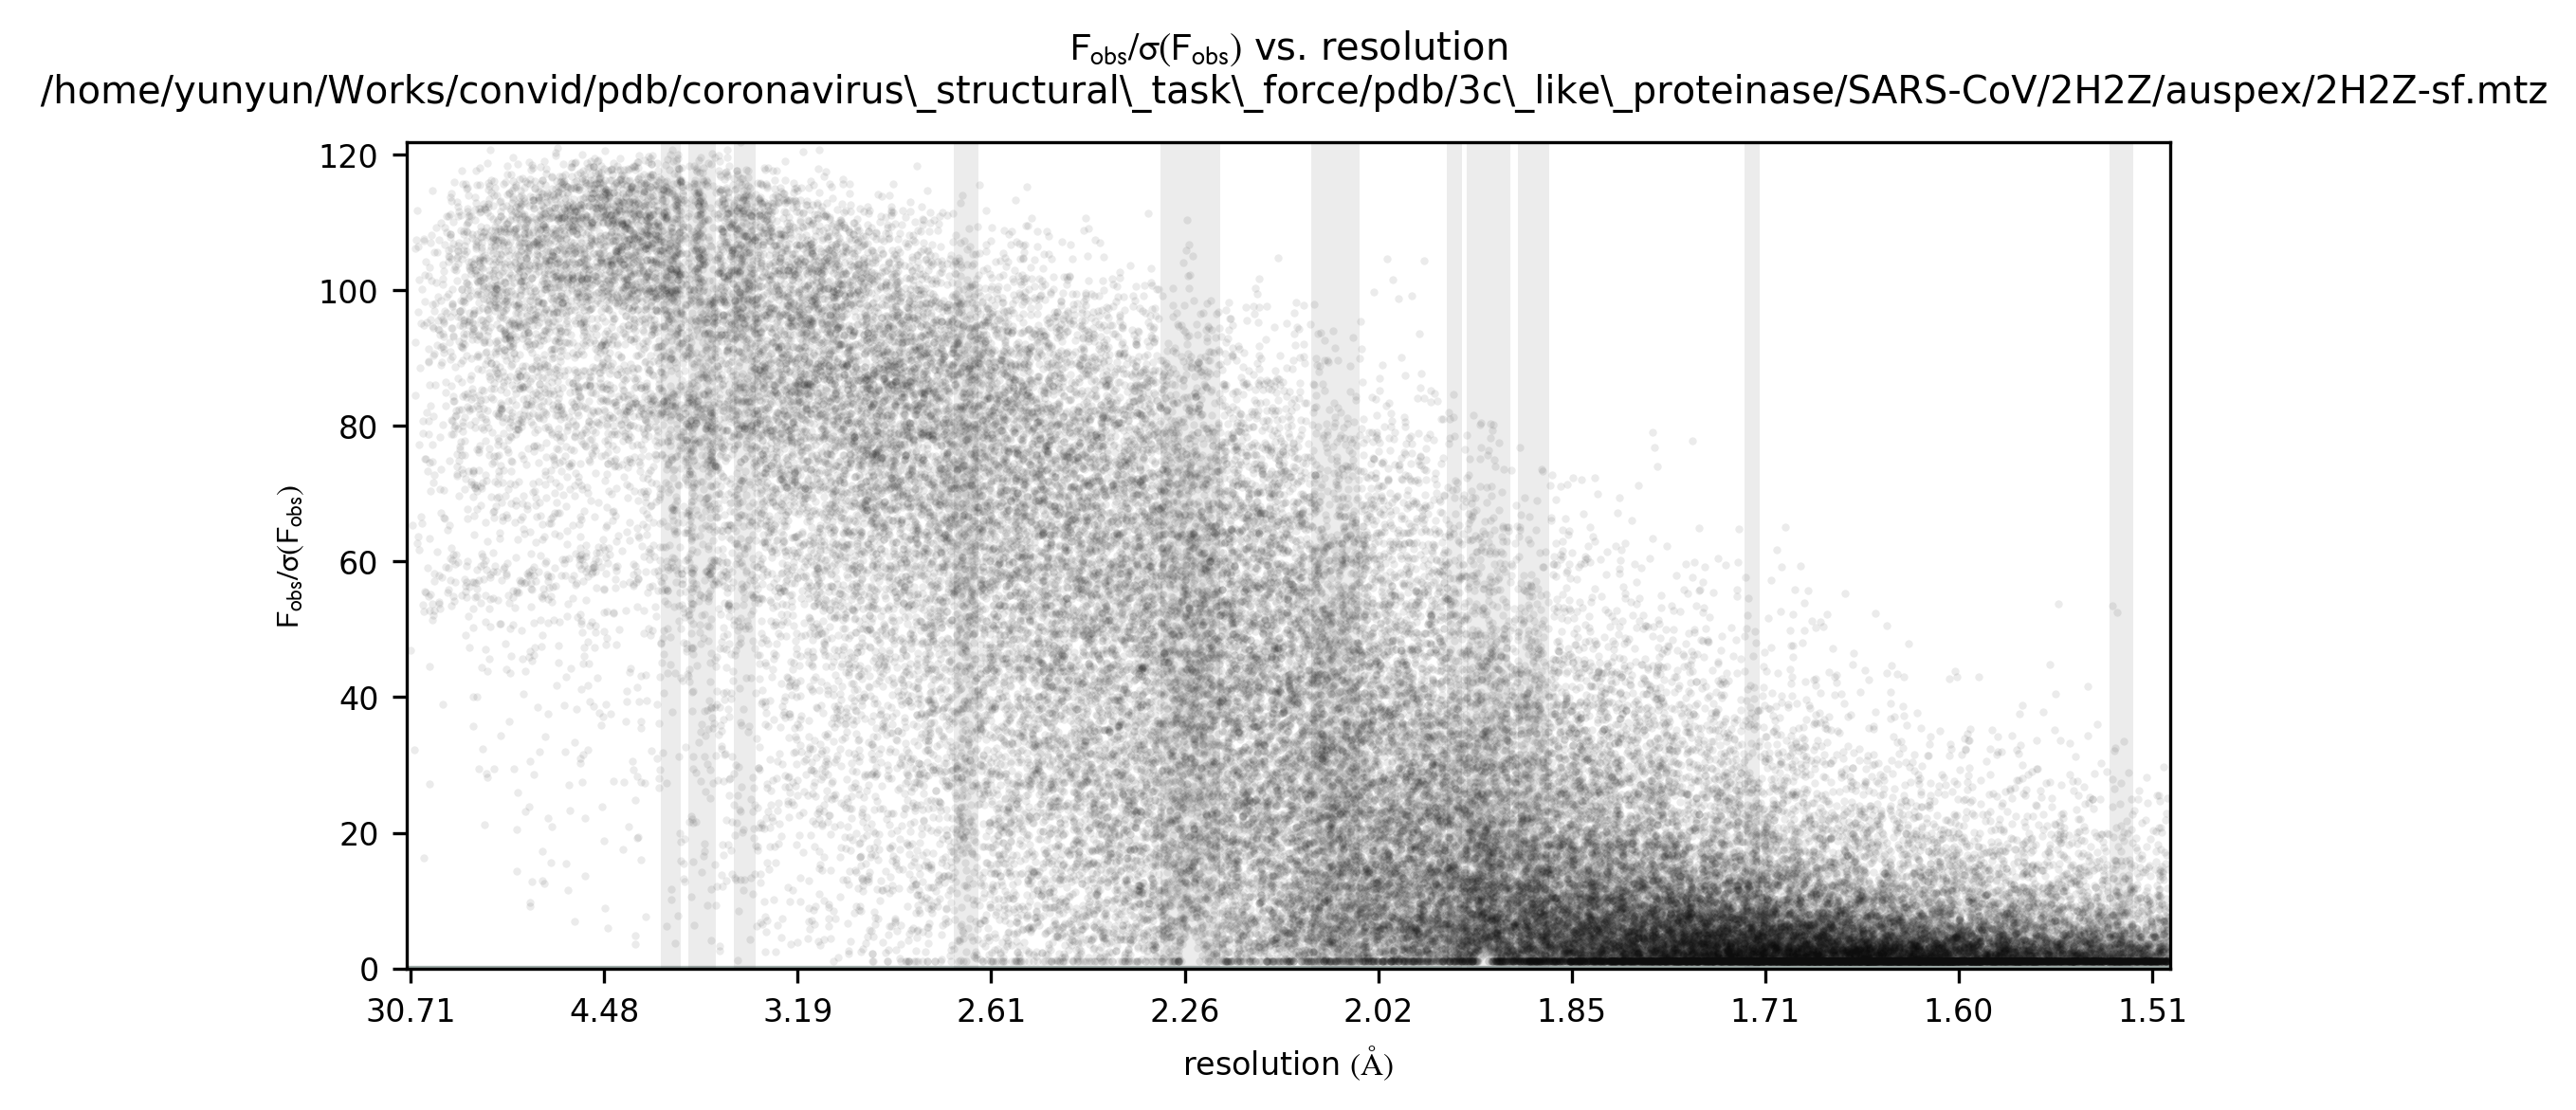 Fobs/σ(Fobs) vs. resolution
/home/yunyun/Works/convid/pdb/coronavirus\_structural\_task\_force/pdb/3c\_like\_proteinase/SARS-CoV/2H2Z/auspex/2H2Z-sf.mtz
120
100
80
60
40
20
0
Fobs/σ(Fobs)
30.71 4.48 3.19 2.61 2.26 2.02 1.85 1.71 1.60 1.51
resolution (Å)